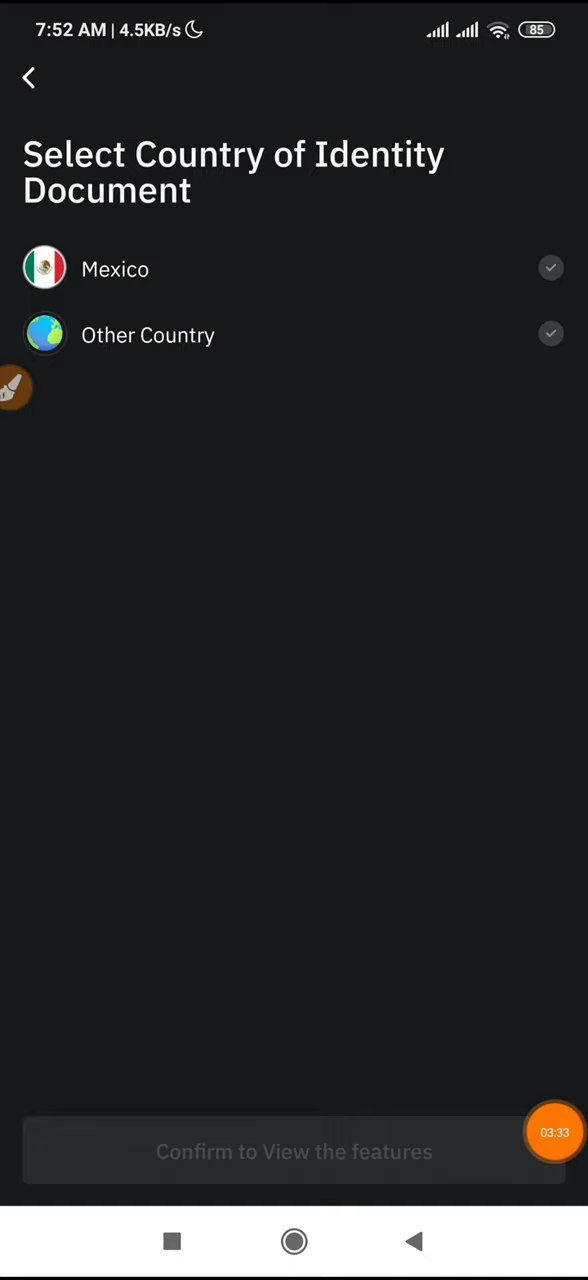 7:52 AM | 4.5KB/s 85
Select Country of Identity
Document
Mexico
Other Country
Confirm to View the features
03:33